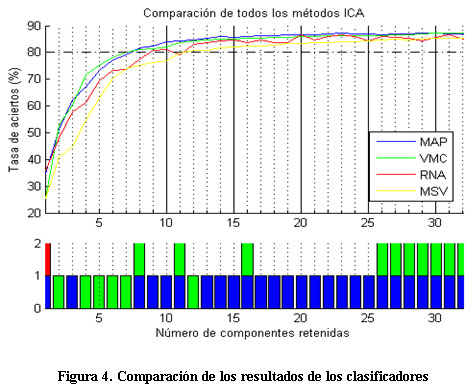 Comparación de todos los métodos ICA
Tasa de aciertos (%)
90
80
70
60
50
40
30
20
5
10
15
20
25
30
MAP
VMC
RNA
MSV
2
1
0
5
10
15
20
25
30
Número de componentes retenidas
Figura 4. Comparación de los resultados de los clasificadores